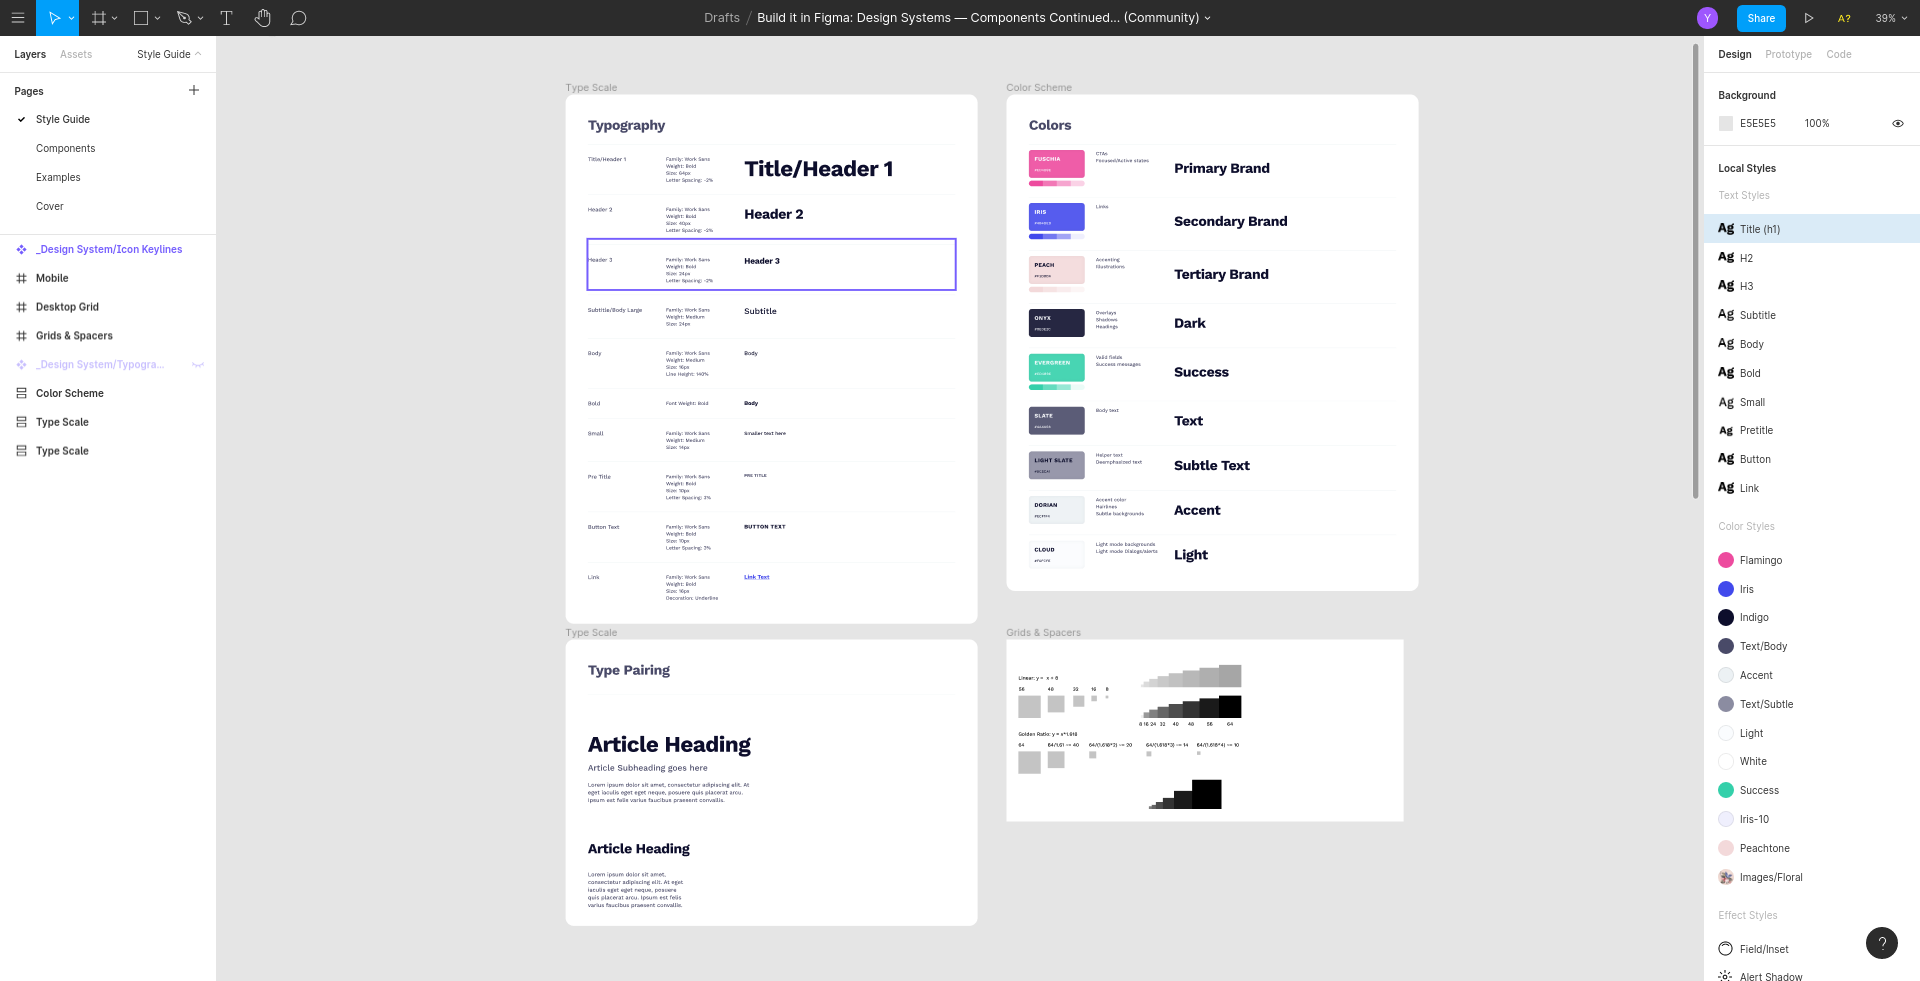 Drafts / Build it in Figma: Design Systems — Components Continued... (Community)
Y
Share
A?
39%
Layers
Assets
Style Guide
Pages
Style Guide
Components
Examples
Cover
_Design System/Icon Keylines
Mobile
Desktop Grid
Grids & Spacers
_Design System/Typogra...
Color Scheme
Type Scale
Type Scale
Type Scale
Typography
Title/Header 1
Family: Work Sans
Weight: Bold
Size: 64px
Letter Spacing: -2%
Title/Header 1
Header 2
Family: Work Sans
Weight: Bold
Size: 40px
Letter Spacing: -2%
Header 2
Header 3
Family: Work Sans
Weight: Bold
Size: 24px
Letter Spacing: -2%
Header 3
Subtitle/Body Large
Family: Work Sans
Weight: Medium
Size: 24px
Subtitle
Body
Family: Work Sans
Weight: Medium
Size: 16px
Line Height: 140%
Body
Bold
Font Weight: Bold
Body
Small
Family: Work Sans
Weight: Medium
Size: 14px
Smaller text here
Pre Title
Family: Work Sans
Weight: Bold
Size: 10px
Letter Spacing: 3%
PRE TITLE
Button Text
Family: Work Sans
Weight: Bold
Size: 10px
Letter Spacing: 3%
BUTTON TEXT
Link
Family: Work Sans
Weight: Bold
Size: 16px
Decoration: Underline
Link Text
Color Scheme
Colors
FUSCHIA
CTAs
Focused/Active states
Primary Brand
IRIS
Links
Secondary Brand
PEACH
Accenting
Illustrations
Tertiary Brand
ONYX
Overlays
Shadows
Headings
Dark
EVERGREEN
Valid fields
Success messages
Success
SLATE
Body text
Text
LIGHT SLATE
Helper text
Deemphasized text
Subtle Text
DORIAN
Accent color
Hairlines
Subtle backgrounds
Accent
CLOUD
Light mode backgrounds
Light mode Dialogs/alerts
Light
Type Scale
Type Pairing
Article Heading
Article Subheading goes here
Lorem ipsum dolor sit amet, consectetur adipiscing elit. At
eget iaculis eget eget neque, posuere quis placerat arcu.
Ipsum est felis varius faucibus praesent convallis.
Article Heading
Lorem ipsum dolor sit amet,
consectetur adipiscing elit. At eget
iaculis eget eget neque, posuere
quis placerat arcu. Ipsum est felis
varius faucibus praesent convallis.
Grids & Spacers
Linear: y = x + 8
56 48 32 16 8
8 16 24 32 40 48 56 64
Golden Ratio: y = x*1.618
64 64/1.61 ~= 40 64/(1.618*2) ~= 20 64/(1.618*3) ~= 14 64/(1.618*4) ~= 10
Design
Prototype
Code
Background
E5E5E5 100%
Local Styles
Text Styles
Ag Title (h1)
Ag H2
Ag H3
Ag Subtitle
Ag Body
Ag Bold
Ag Small
Ag Pretitle
Ag Button
Ag Link
Color Styles
Flamingo
Iris
Indigo
Text/Body
Accent
Text/Subtle
Light
White
Success
Iris-10
Peachtone
Images/Floral
Effect Styles
Field/Inset
Alert Shadow
?